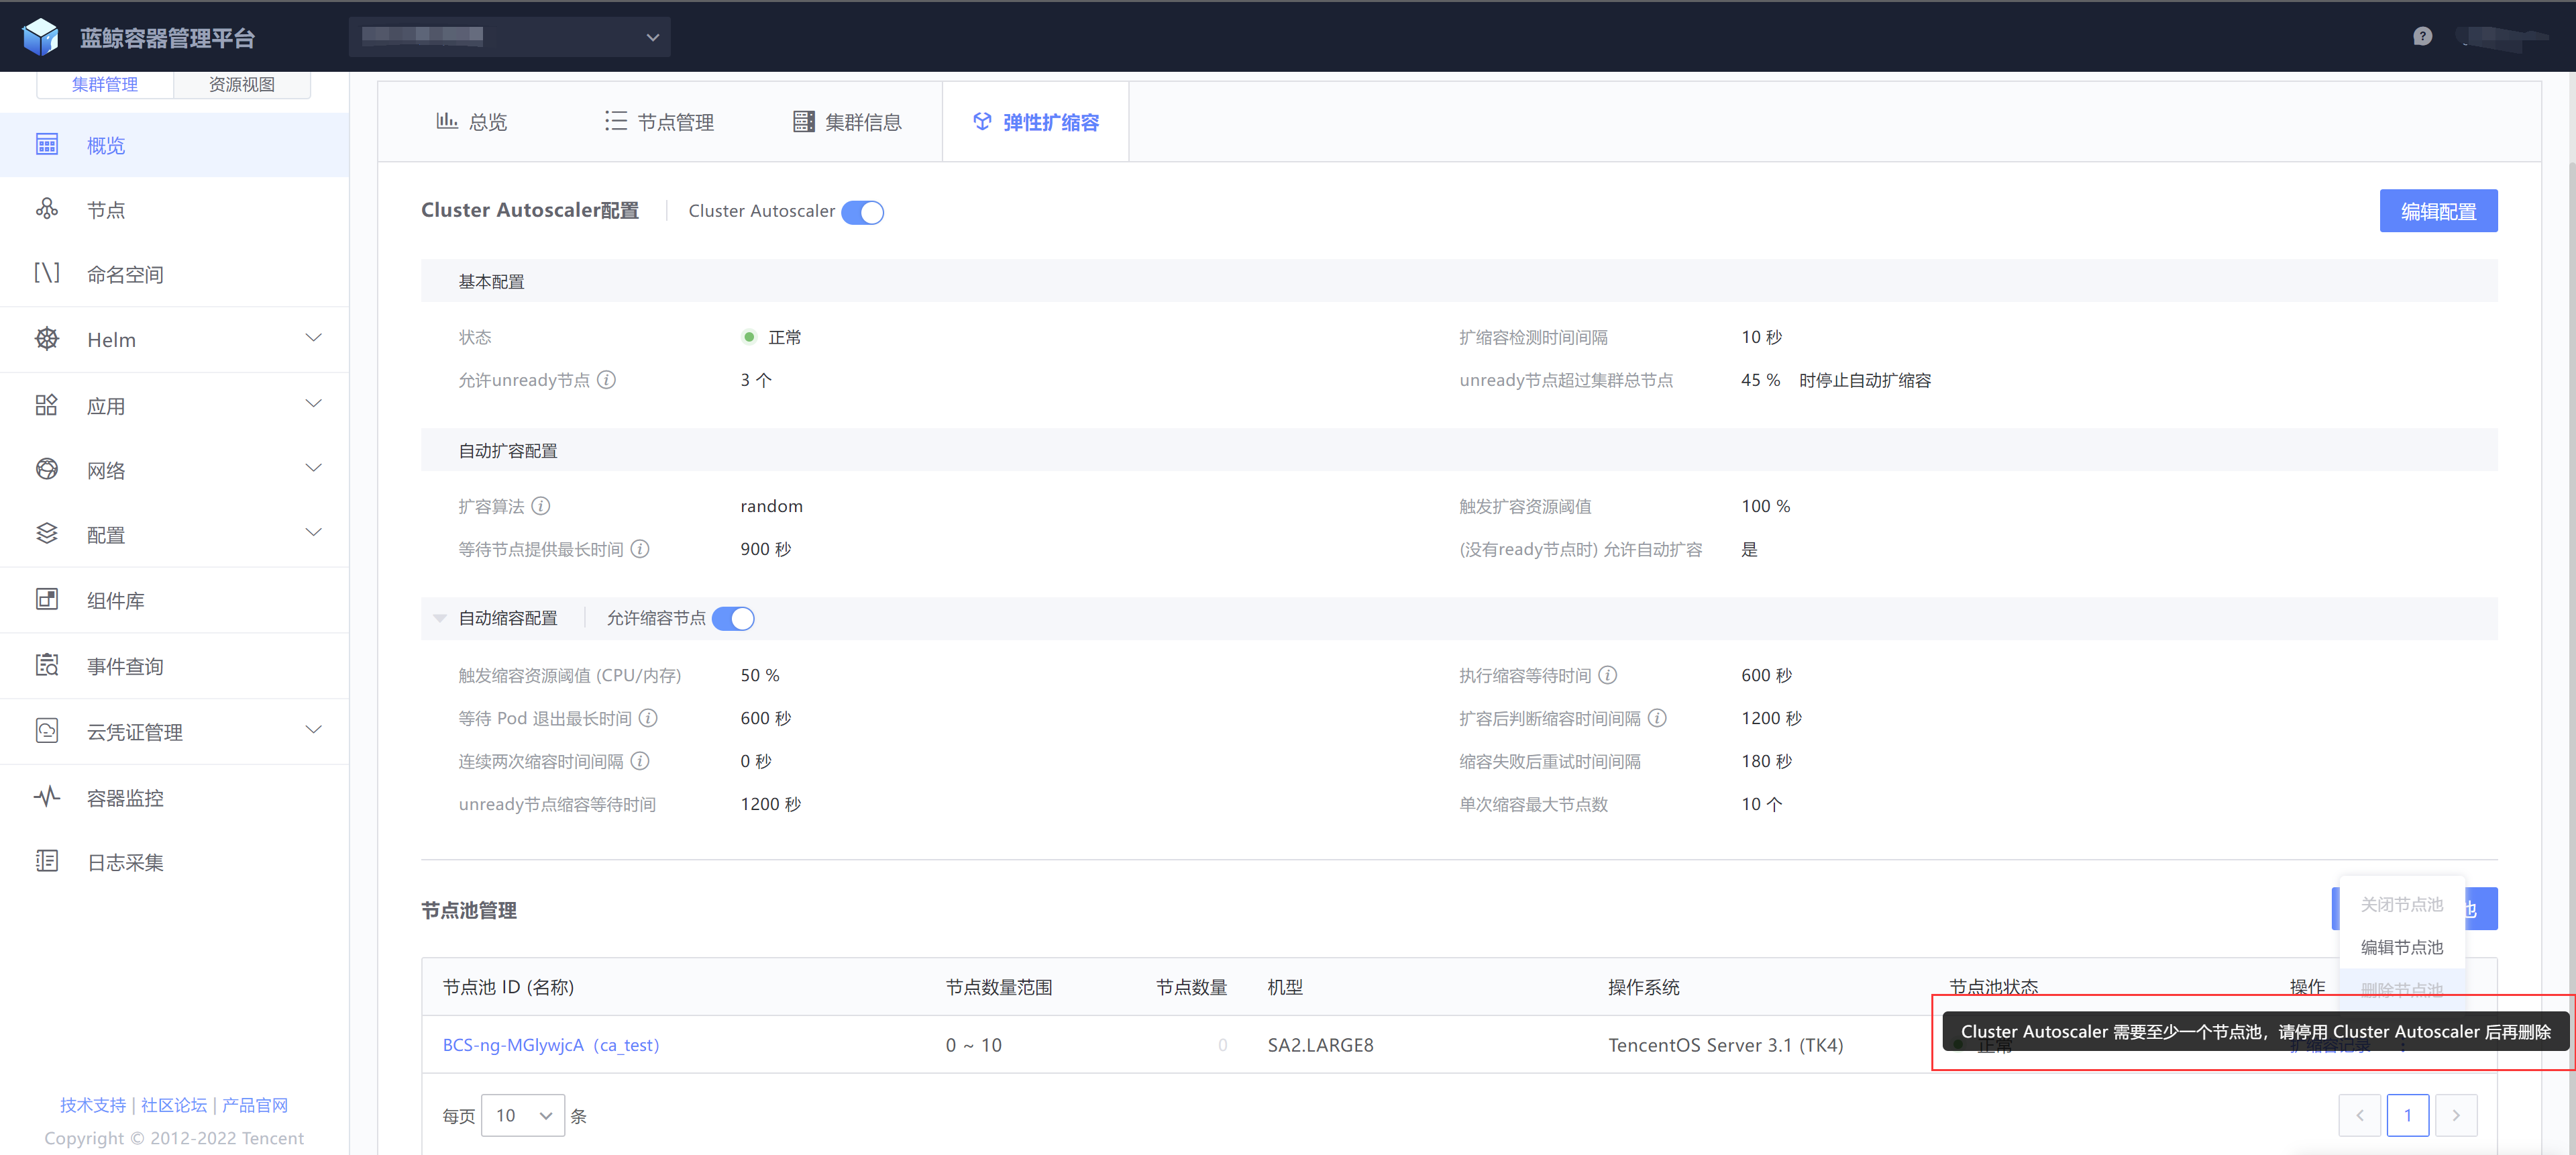 蓝鲸容器管理平台
集群管理
资源视图
概览
节点
命名空间
Helm
应用
网络
配置
组件库
事件查询
云凭证管理
容器监控
日志采集
技术支持 | 社区论坛 | 产品官网
Copyright © 2012-2022 Tencent
总览
节点管理
集群信息
弹性扩缩容
Cluster Autoscaler配置
Cluster Autoscaler
编辑配置
基本配置
状态
正常
扩缩容检测时间间隔
10 秒
允许unready节点
3 个
unready节点超过集群总节点
45 % 时停止自动扩缩容
自动扩容配置
扩容算法
random
触发扩容资源阈值
100 %
等待节点提供最长时间
900 秒
(没有ready节点时) 允许自动扩容
是
自动缩容配置
允许缩容节点
触发缩容资源阈值 (CPU/内存)
50 %
执行缩容等待时间
600 秒
等待 Pod 退出最长时间
600 秒
扩容后判断缩容时间间隔
1200 秒
连续两次缩容时间间隔
0 秒
缩容失败后重试时间间隔
180 秒
unready节点缩容等待时间
1200 秒
单次缩容最大节点数
10 个
节点池管理
池
关闭节点池
编辑节点池
删除节点池
节点池 ID (名称)
节点数量范围
节点数量
机型
操作系统
节点池状态
操作
BCS-ng-MGlywjcA（ca_test）
0 ~ 10
0
SA2.LARGE8
TencentOS Server 3.1 (TK4)
正常
扩缩容记录
Cluster Autoscaler 需要至少一个节点池，请停用 Cluster Autoscaler 后再删除
每页
10
条
1